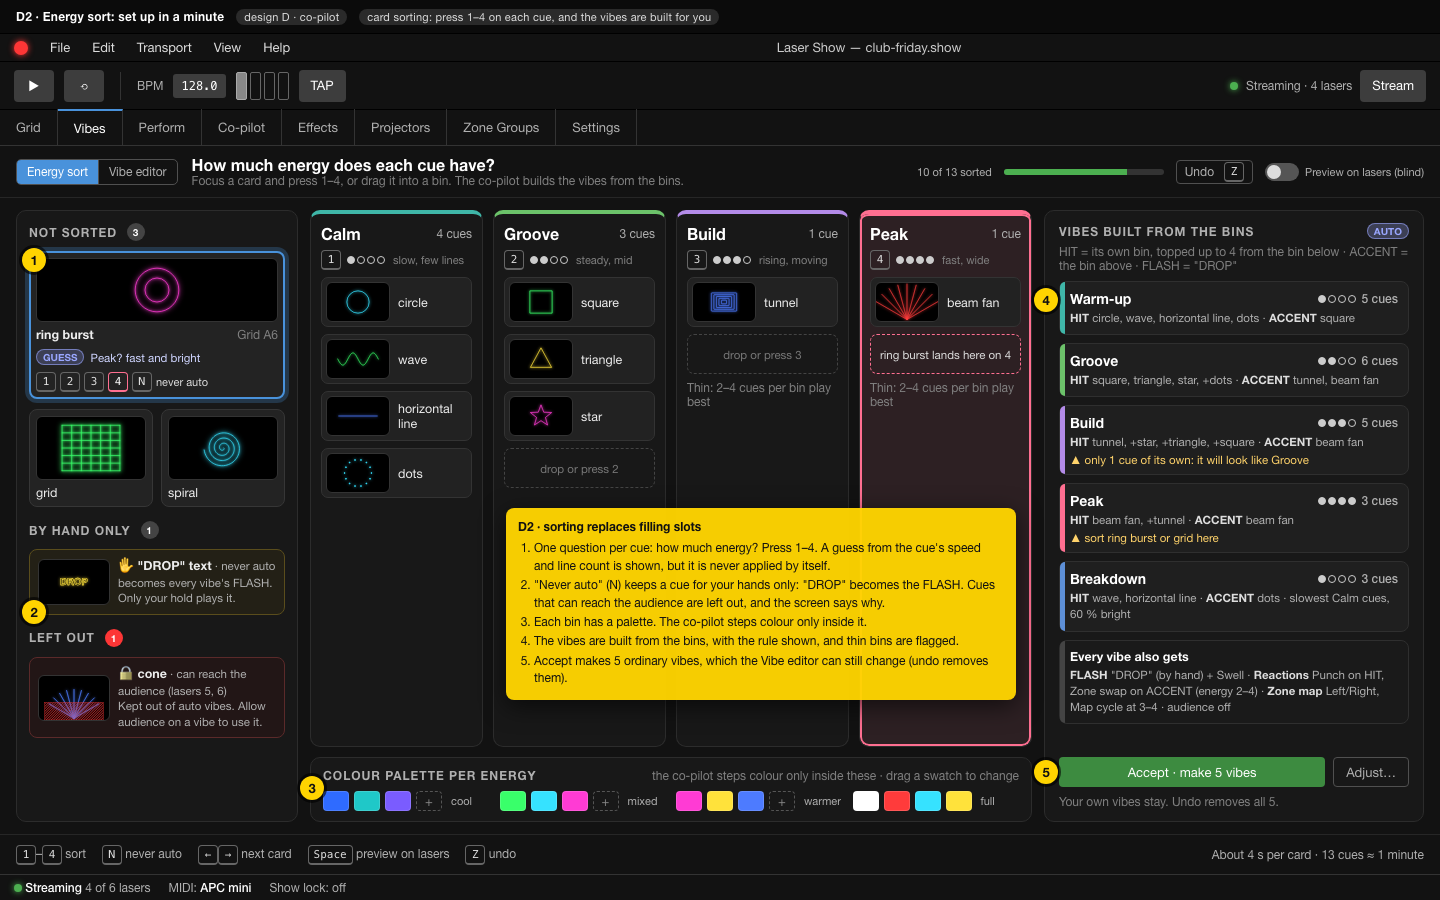 D2 · Energy sort: set up in a minute
design D · co-pilot
card sorting: press 1–4 on each cue, and the vibes are built for you
File Edit Transport View Help
Laser Show — club-friday.show
BPM 128.0 TAP
Streaming · 4 lasers Stream
Grid Vibes Perform Co-pilot Effects Projectors Zone Groups Settings
Energy sort Vibe editor
How much energy does each cue have?
Focus a card and press 1–4, or drag it into a bin. The co-pilot builds the vibes from the bins.
10 of 13 sorted
Undo Z
Preview on lasers (blind)
NOT SORTED 3
1
ring burst Grid A6
GUESS Peak? fast and bright
1 2 3 4 N never auto
grid
spiral
BY HAND ONLY 1
"DROP" text · never auto
becomes every vibe's FLASH.
Only your hold plays it.
DROP
2
LEFT OUT 1
cone · can reach the
audience (lasers 5, 6)
Kept out of auto vibes. Allow
audience on a vibe to use it.
Calm 4 cues
1 slow, few lines
circle
wave
horizontal
line
dots
Groove 3 cues
2 steady, mid
square
triangle
star
drop or press 2
Build 1 cue
3 rising, moving
tunnel
drop or press 3
Thin: 2–4 cues per bin play
best
Peak 1 cue
4 fast, wide
beam fan
ring burst lands here on 4
Thin: 2–4 cues per bin play
best
D2 · sorting replaces filling slots
1. One question per cue: how much energy? Press 1–4. A guess from the cue's speed
and line count is shown, but it is never applied by itself.
2. "Never auto" (N) keeps a cue for your hands only: "DROP" becomes the FLASH. Cues
that can reach the audience are left out, and the screen says why.
3. Each bin has a palette. The co-pilot steps colour only inside it.
4. The vibes are built from the bins, with the rule shown, and thin bins are flagged.
5. Accept makes 5 ordinary vibes, which the Vibe editor can still change (undo removes
them).
3
COLOUR PALETTE PER ENERGY
the co-pilot steps colour only inside these · drag a swatch to change
+ cool + mixed + warmer full
VIBES BUILT FROM THE BINS AUTO
HIT = its own bin, topped up to 4 from the bin below · ACCENT =
the bin above · FLASH = "DROP"
4
Warm-up 5 cues
HIT circle, wave, horizontal line, dots · ACCENT square
Groove 6 cues
HIT square, triangle, star, +dots · ACCENT tunnel, beam fan
Build 5 cues
HIT tunnel, +star, +triangle, +square · ACCENT beam fan
▲ only 1 cue of its own: it will look like Groove
Peak 3 cues
HIT beam fan, +tunnel · ACCENT beam fan
▲ sort ring burst or grid here
Breakdown 3 cues
HIT wave, horizontal line · ACCENT dots · slowest Calm cues,
60 % bright
Every vibe also gets
FLASH "DROP" (by hand) + Swell · Reactions Punch on HIT,
Zone swap on ACCENT (energy 2–4) · Zone map Left/Right,
Map cycle at 3–4 · audience off
5
Accept · make 5 vibes
Adjust…
Your own vibes stay. Undo removes all 5.
1–4 sort N never auto ← → next card Space preview on lasers Z undo
About 4 s per card · 13 cues ≈ 1 minute
Streaming 4 of 6 lasers MIDI: APC mini Show lock: off